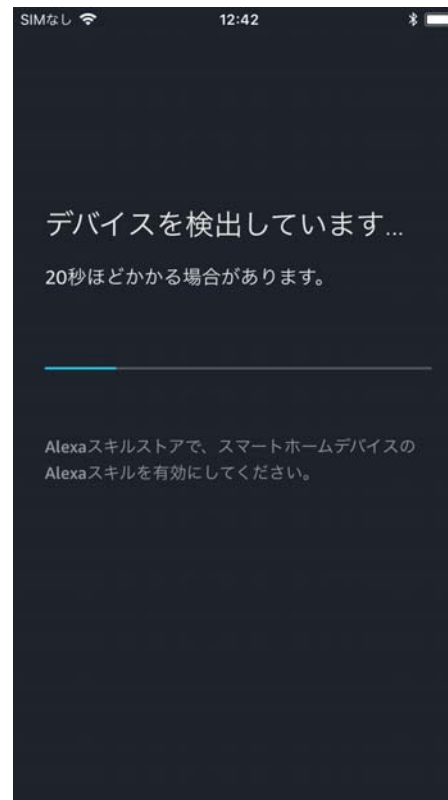 SIMなし 12:42
デバイスを検出しています...
20秒ほどかかる場合があります。
Alexaスキルストアで、スマートホームデバイスの
Alexaスキルを有効にしてください。